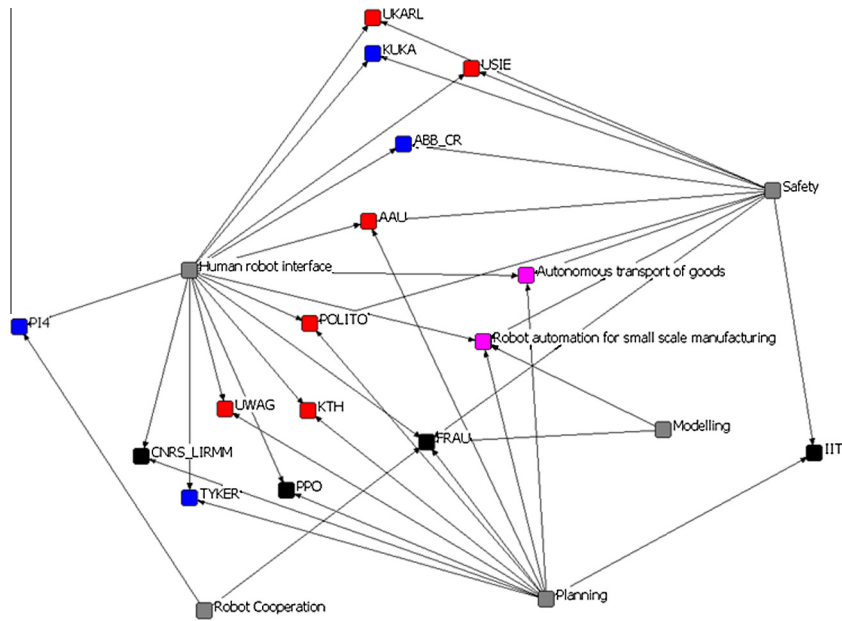 UKARL
KUKA
USIE
ABB_CR
Safety
AAU
Human robot interface
Autonomous transport of goods
PI4
POLITO
Robot automation for small scale manufacturing
UWAG
KTH
Modelling
FRAU
CNRS_LIRMM
IIT
TYKER
PPO
Robot Cooperation
Planning